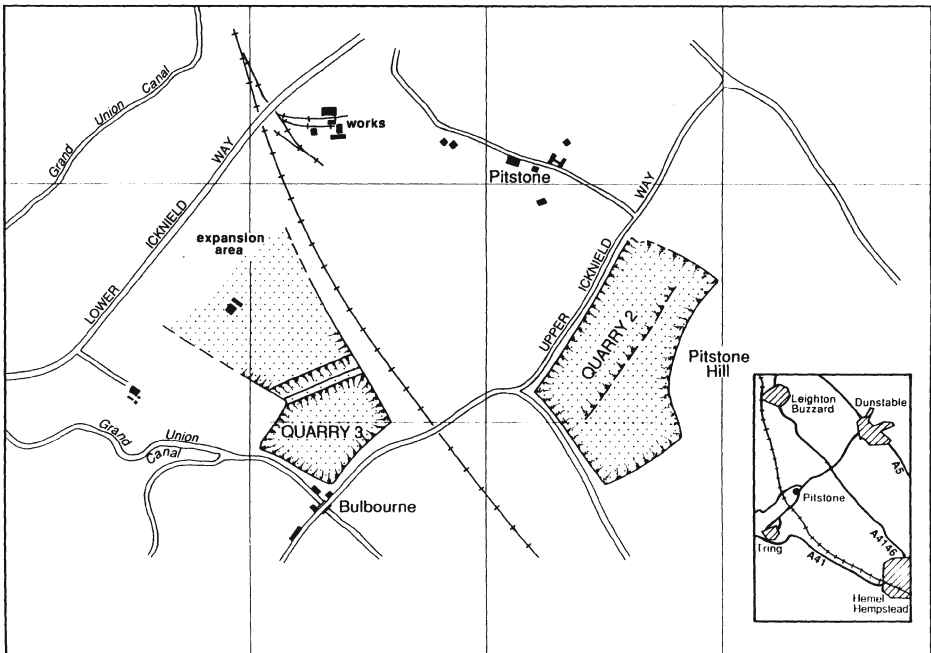 Grand Union Canal
LOWER ICKNIELD WAY
works
Pitstone
expansion
area
UPPER ICKNIELD WAY
QUARRY 2
Pitstone
Hill
QUARRY 3
Grand Union
Canal
Bulbourne
Leighton
Buzzard
Dunstable
A5
Pitstone
Tring
A41
A4146
Hemel
Hempstead